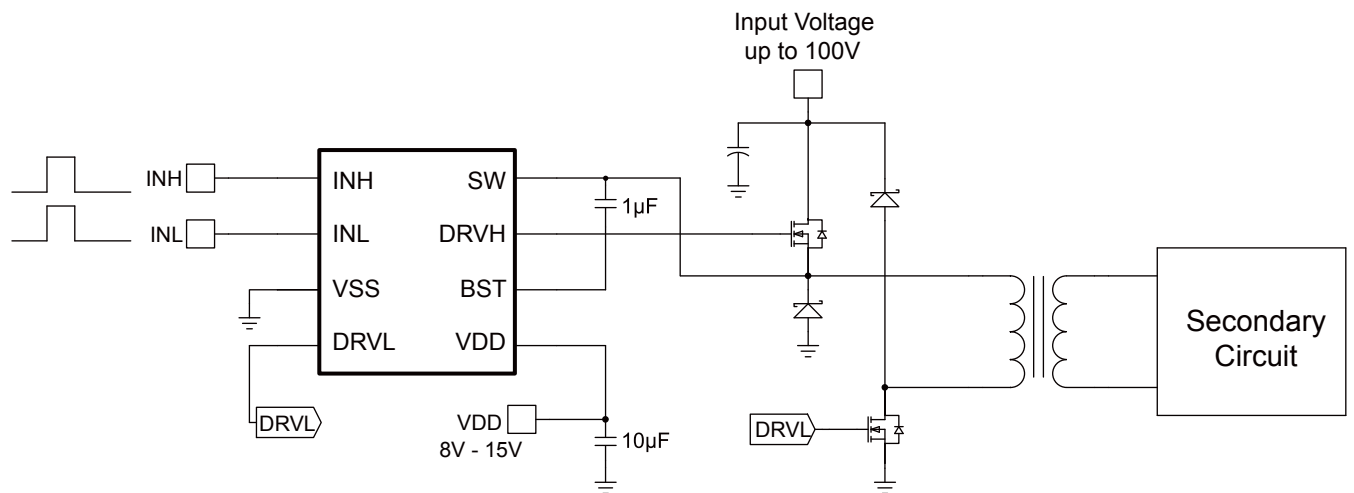 Input Voltage
up to 100V
INH
INL
INH
INL
VSS
DRVL
SW
DRVH
BST
VDD
1µF
DRVL
VDD
8V - 15V
10µF
DRVL
Secondary
Circuit